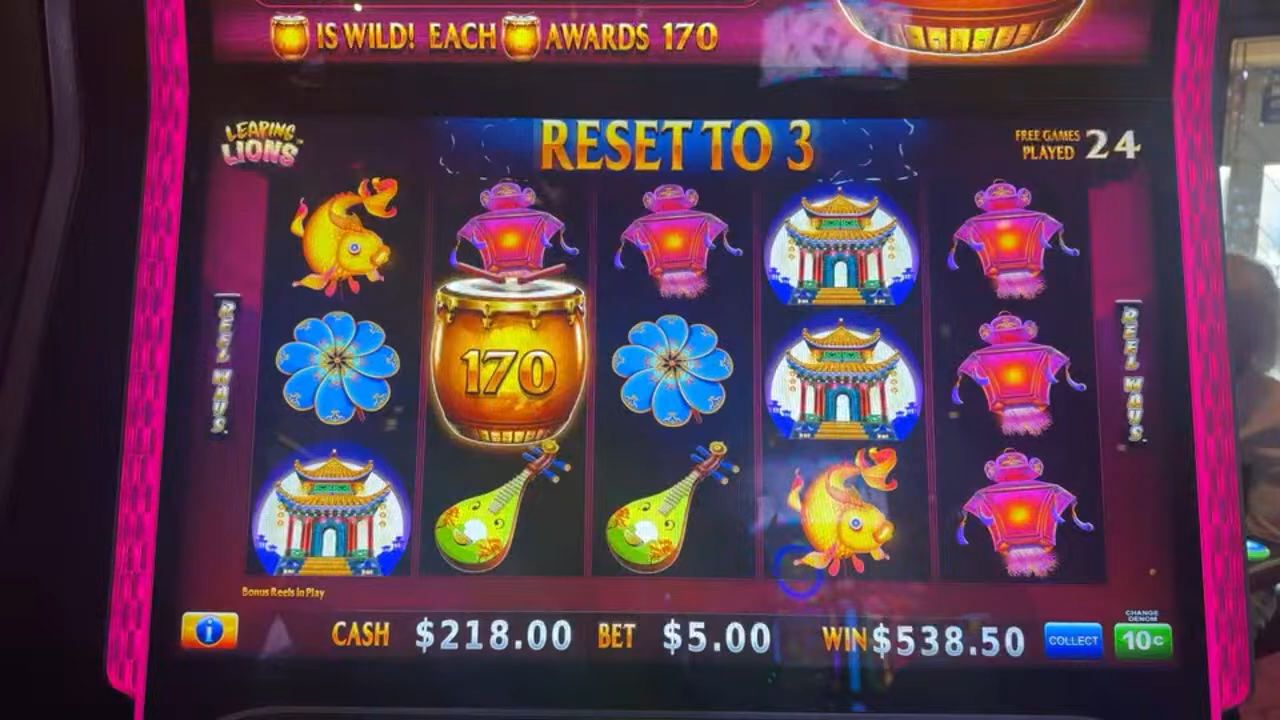 IS WILD! EACH AWARDS 170
LEAPING LIONS™
RESET TO 3
FREE GAMES PLAYED 24
170
REEL WAYS
REEL WAYS
Bonus Reels in Play
CASH $218.00 BET $5.00 WIN $538.50 COLLECT
CHANGE DENOM
10¢